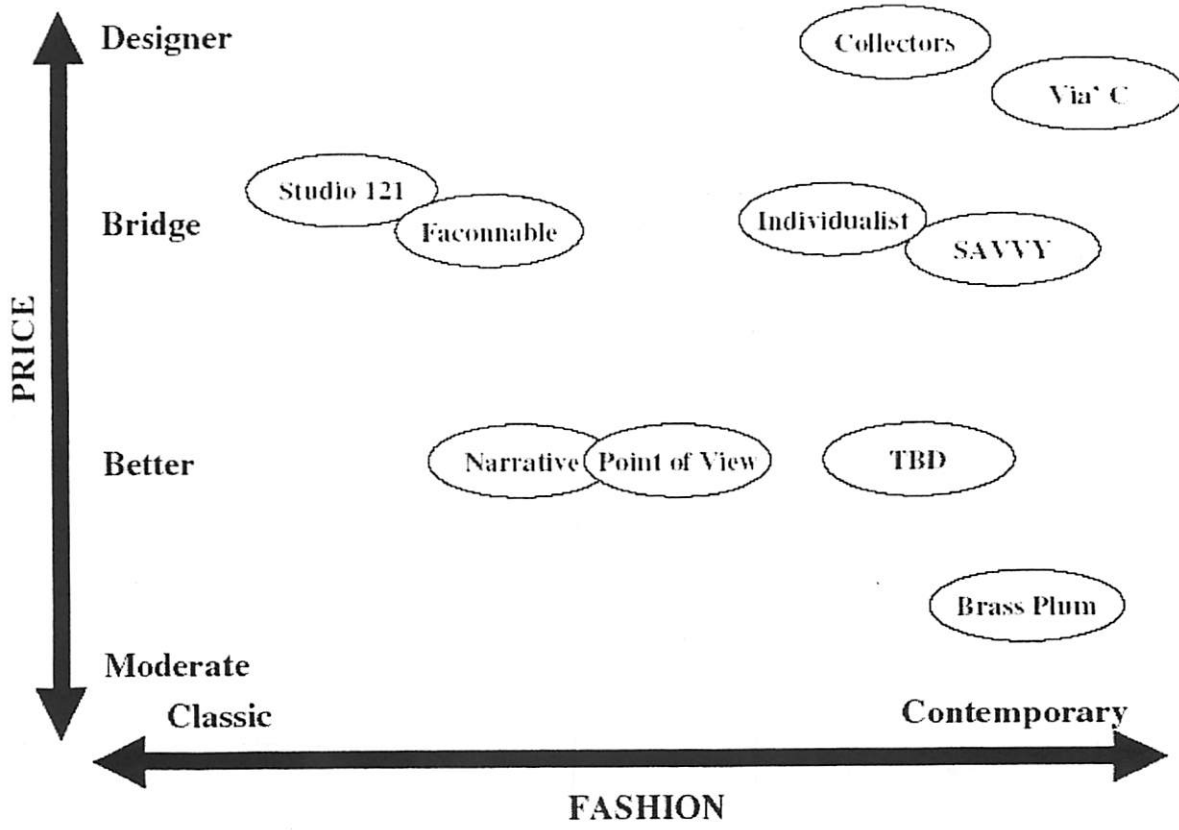 Designer
Collectors
Via' C
Studio 121
Bridge
Faconnable
Individualist
SAVVY
PRICE
Better
Narrative
Point of View
TBD
Brass Plum
Moderate
Classic
Contemporary
FASHION